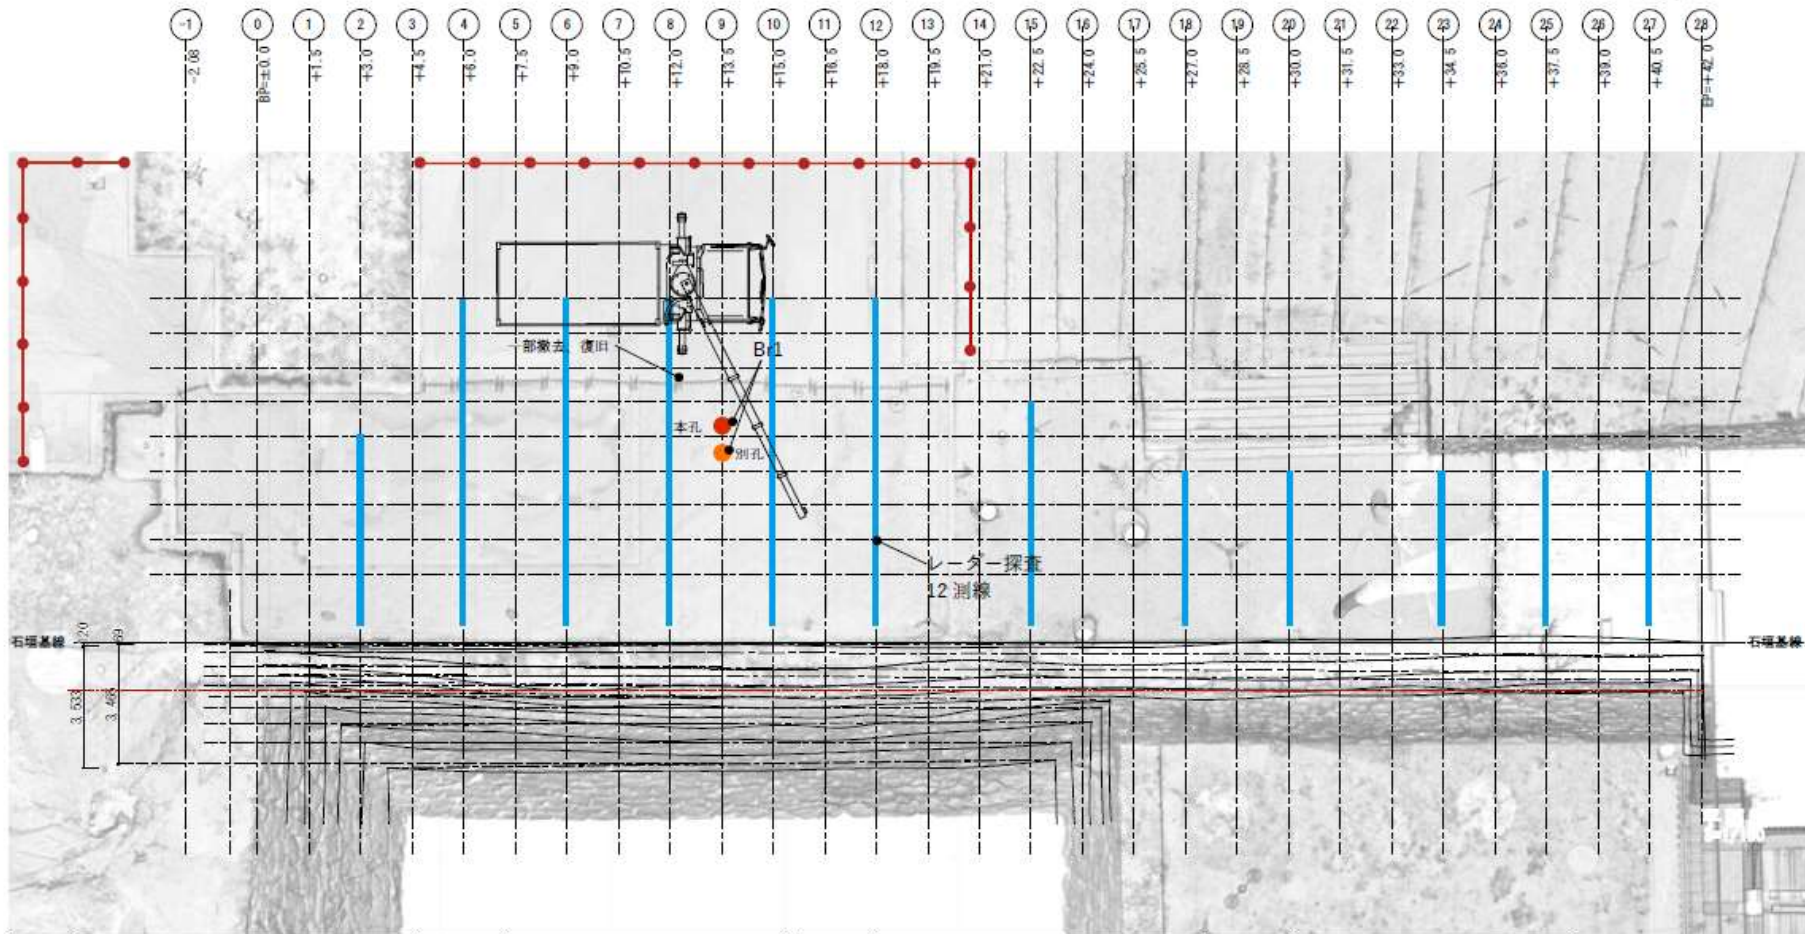 -1 0 1 2 3 4 5 6 7 8 9 10 11 12 13 14 15 16 17 18 19 20 21 22 23 24 25 26 27 28
-2.08 BP=±0.0 +1.5 +3.0 +4.5 +6.0 +7.5 +9.0 +10.5 +12.0 +13.5 +15.0 +16.5 +18.0 +19.5 +21.0 +22.5 +24.0 +25.5 +27.0 +28.5 +30.0 +31.5 +33.0 +34.5 +36.0 +37.5 +39.0 +40.5 EP=+42.0
一部撤去、復旧
Br1
本孔
別孔
レーダー探査
12 測線
石垣基線
石垣基線
3,533